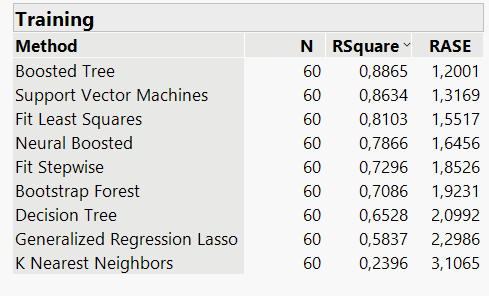 Training
Method N RSquare RASE
Boosted Tree 60 0,8865 1,2001
Support Vector Machines 60 0,8634 1,3169
Fit Least Squares 60 0,8103 1,5517
Neural Boosted 60 0,7866 1,6456
Fit Stepwise 60 0,7296 1,8526
Bootstrap Forest 60 0,7086 1,9231
Decision Tree 60 0,6528 2,0992
Generalized Regression Lasso 60 0,5837 2,2986
K Nearest Neighbors 60 0,2396 3,1065